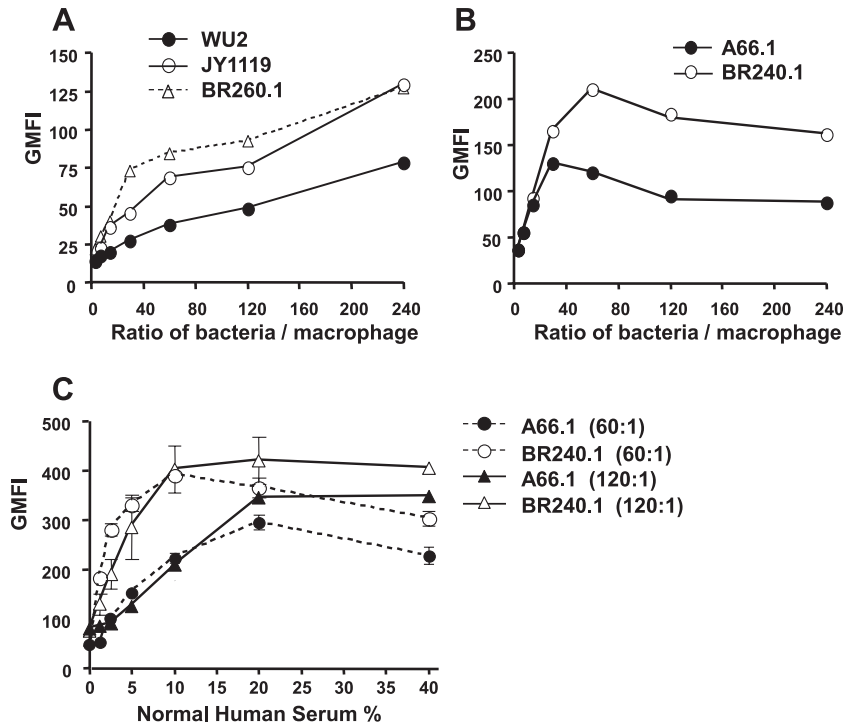 A
WU2
JY1119
BR260.1
GMFI
150
125
100
75
50
25
0
0 40 80 120 160 200 240
Ratio of bacteria / macrophage
B
A66.1
BR240.1
GMFI
250
200
150
100
50
0
0 40 80 120 160 200 240
Ratio of bacteria / macrophage
C
GMFI
500
400
300
200
100
0
0 5 10 15 20 25 30 35 40
Normal Human Serum %
A66.1 (60:1)
BR240.1 (60:1)
A66.1 (120:1)
BR240.1 (120:1)